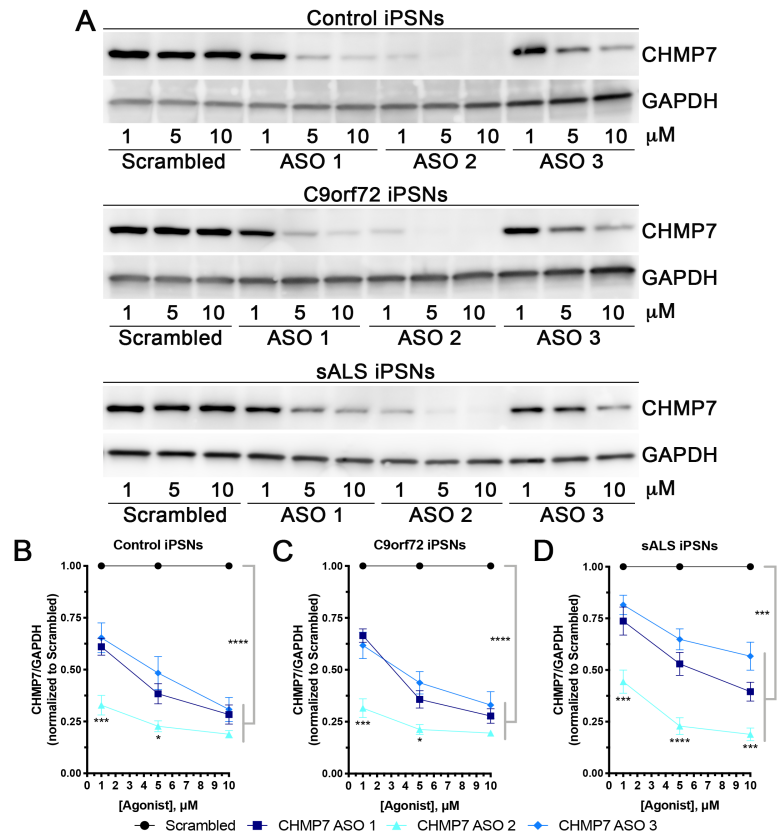 A
Control iPSNs
CHMP7
GAPDH
1 5 10 1 5 10 1 5 10 1 5 10 µM
Scrambled ASO 1 ASO 2 ASO 3
C9orf72 iPSNs
CHMP7
GAPDH
1 5 10 1 5 10 1 5 10 1 5 10 µM
Scrambled ASO 1 ASO 2 ASO 3
sALS iPSNs
CHMP7
GAPDH
1 5 10 1 5 10 1 5 10 1 5 10 µM
Scrambled ASO 1 ASO 2 ASO 3
B
Control iPSNs
CHMP7/GAPDH
(normalized to Scrambled)
1.00
0.75
0.50
0.25
0.00
****
***
*
0 1 2 3 4 5 6 7 8 9 10
[Agonist], µM
C
C9orf72 iPSNs
CHMP7/GAPDH
(normalized to Scrambled)
1.00
0.75
0.50
0.25
0.00
****
***
*
0 1 2 3 4 5 6 7 8 9 10
[Agonist], µM
D
sALS iPSNs
CHMP7/GAPDH
(normalized to Scrambled)
1.00
0.75
0.50
0.25
0.00
***
***
****
***
0 1 2 3 4 5 6 7 8 9 10
[Agonist], µM
Scrambled CHMP7 ASO 1 CHMP7 ASO 2 CHMP7 ASO 3